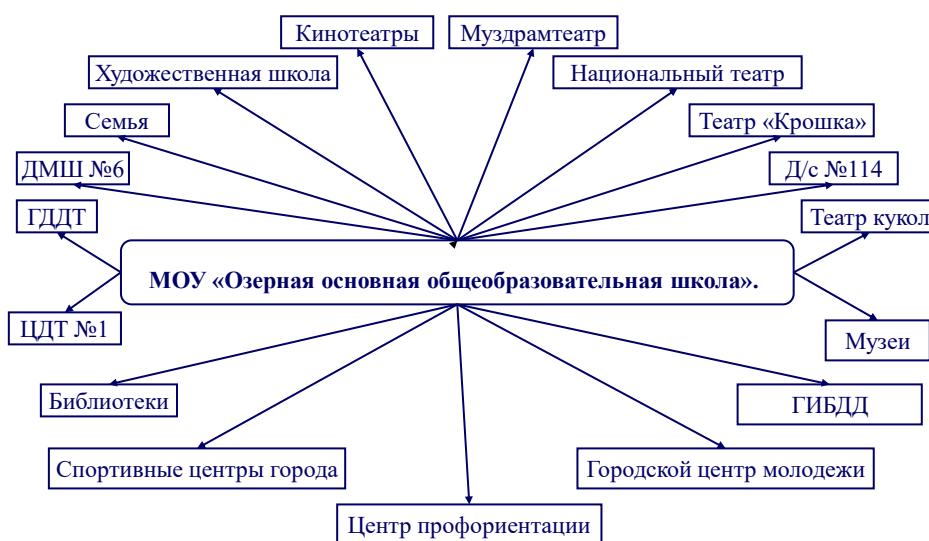 Кинотеатры
Муздрамтеатр
Художественная школа
Национальный театр
Семья
Театр «Крошка»
ДМШ №6
Д/с №114
ГДДТ
Театр кукол
МОУ «Озерная основная общеобразовательная школа».
ЦДТ №1
Музеи
Библиотеки
ГИБДД
Спортивные центры города
Городской центр молодежи
Центр профориентации